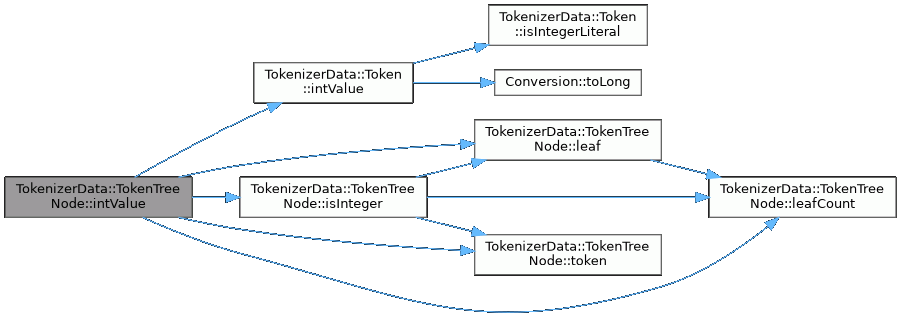 TokenizerData::Token
::isIntegerLiteral
TokenizerData::Token
::intValue
Conversion::toLong
TokenizerData::TokenTree
Node::leaf
TokenizerData::TokenTree
Node::intValue
TokenizerData::TokenTree
Node::isInteger
TokenizerData::TokenTree
Node::leafCount
TokenizerData::TokenTree
Node::token